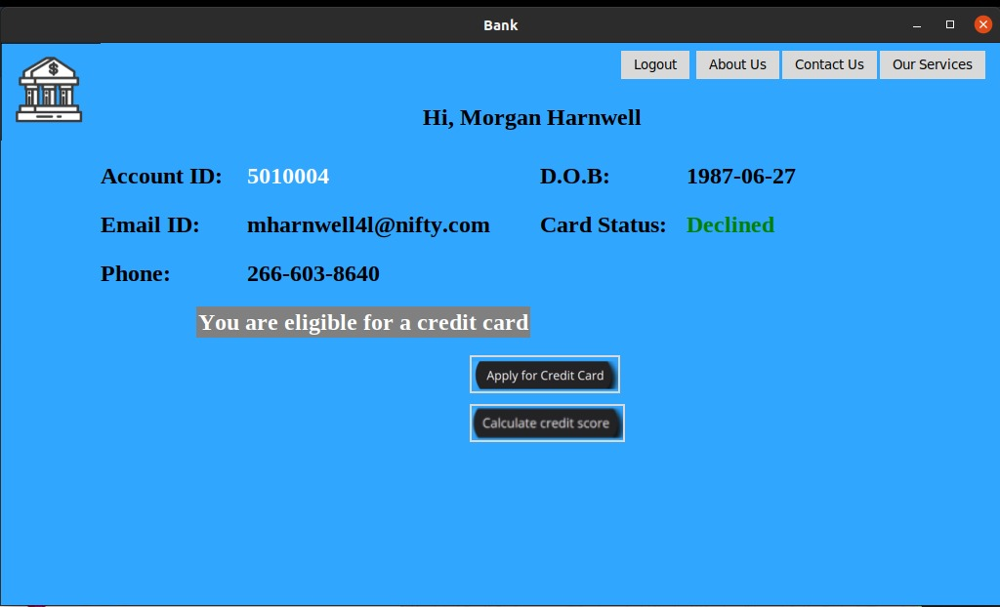 Bank
$
Logout About Us Contact Us Our Services
Hi, Morgan Harnwell
Account ID: 5010004 D.O.B: 1987-06-27
Email ID: mharnwell4l@nifty.com Card Status: Declined
Phone: 266-603-8640
You are eligible for a credit card
Apply for Credit Card
Calculate credit score